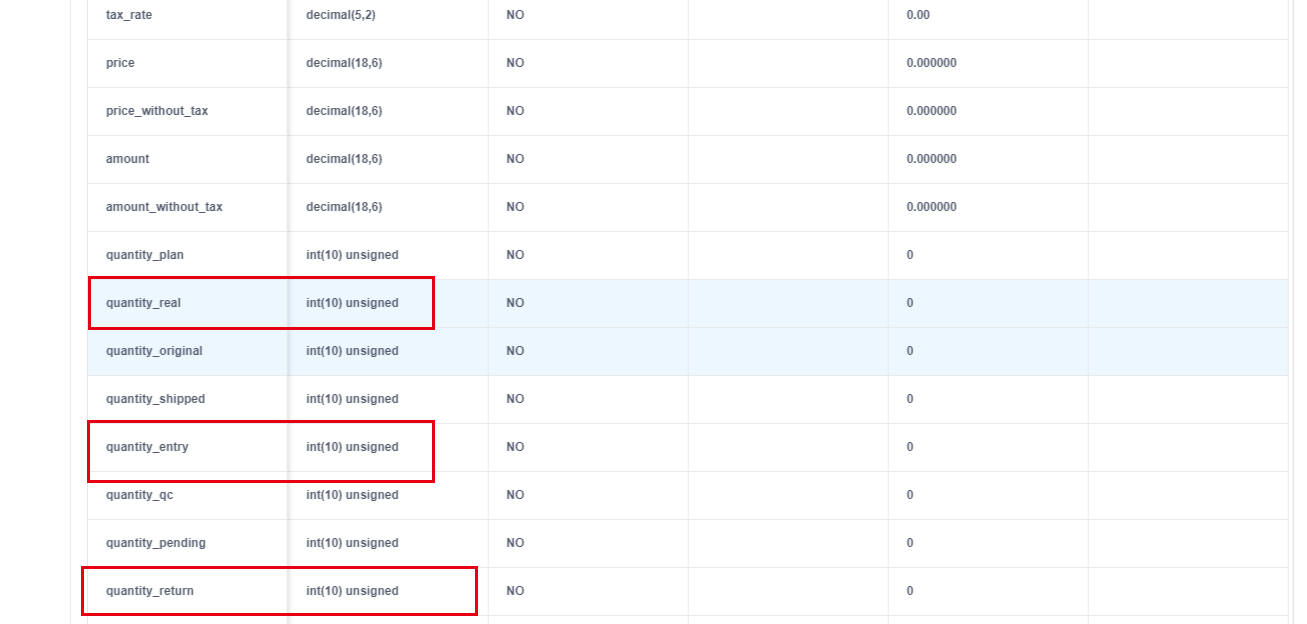 tax_rate decimal(5,2) NO 0.00
price decimal(18,6) NO 0.000000
price_without_tax decimal(18,6) NO 0.000000
amount decimal(18,6) NO 0.000000
amount_without_tax decimal(18,6) NO 0.000000
quantity_plan int(10) unsigned NO 0
quantity_real int(10) unsigned NO 0
quantity_original int(10) unsigned NO 0
quantity_shipped int(10) unsigned NO 0
quantity_entry int(10) unsigned NO 0
quantity_qc int(10) unsigned NO 0
quantity_pending int(10) unsigned NO 0
quantity_return int(10) unsigned NO 0